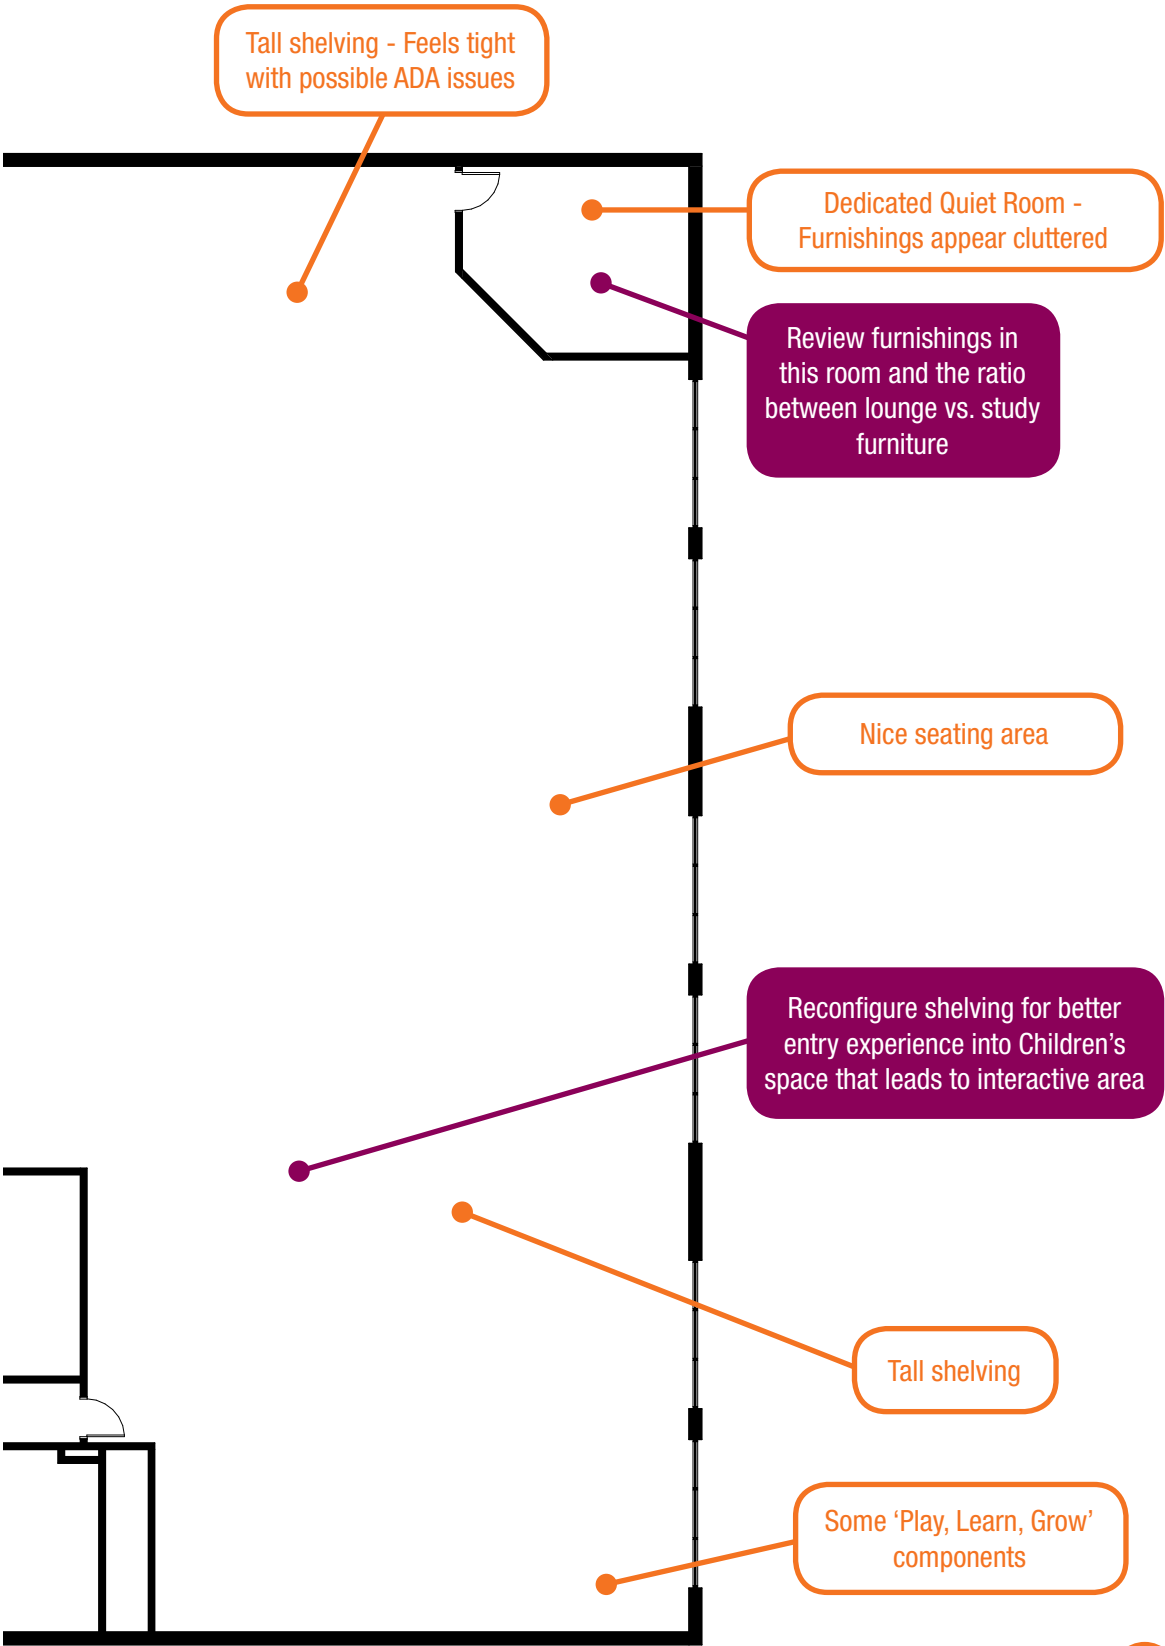 Tall shelving - Feels tight
with possible ADA issues
Dedicated Quiet Room -
Furnishings appear cluttered
Review furnishings in
this room and the ratio
between lounge vs. study
furniture
Nice seating area
Reconfigure shelving for better
entry experience into Children’s
space that leads to interactive area
Tall shelving
Some ‘Play, Learn, Grow’
components